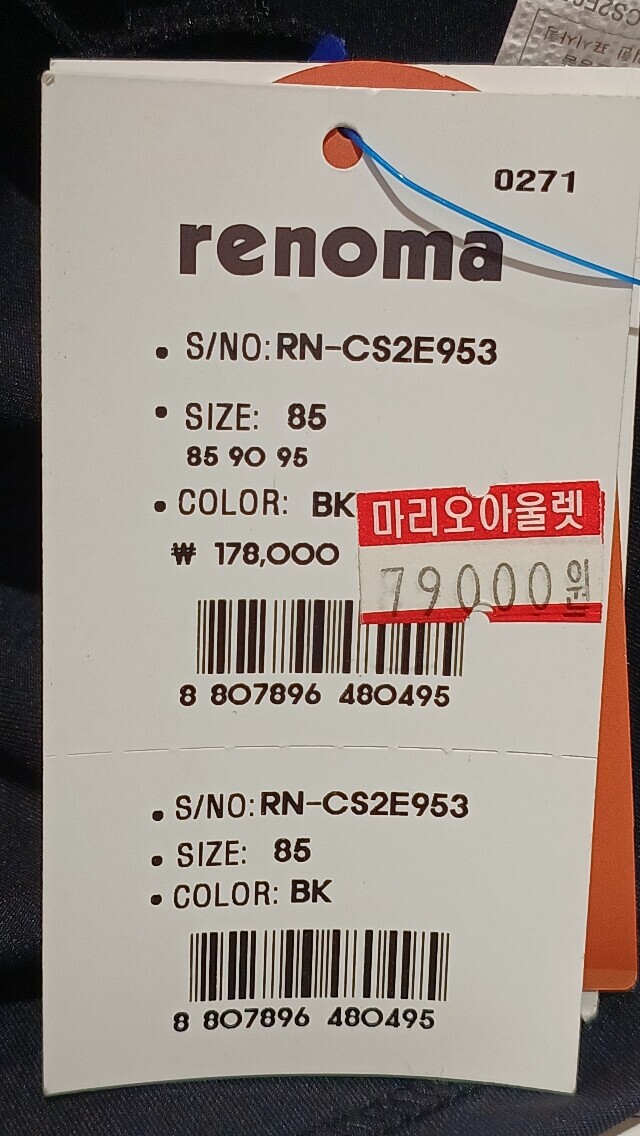 0271
renoma
• S/NO: RN-CS2E953
• SIZE: 85
85 90 95
• COLOR: BK
₩ 178,000
마리오아울렛
79000원
8 807896 480495
• S/NO: RN-CS2E953
• SIZE: 85
• COLOR: BK
8 807896 480495